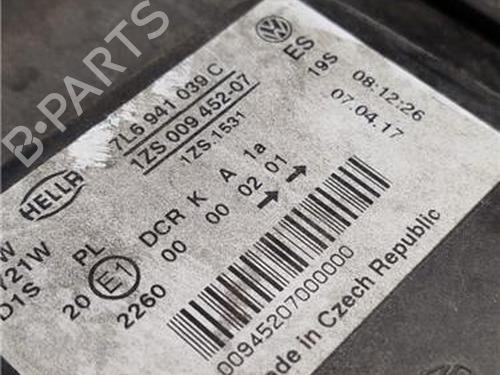 B-PARTS
7L6 941 039 C
1ZS 009 452-07
1ZS.1531
ES
19S
08:12:26
07.04.17
HELLA
W
Y21W
D1S
PL
20 E1
2260
DCR K A 1a
00 00 02 01
00945207000000
Made in Czech Republic